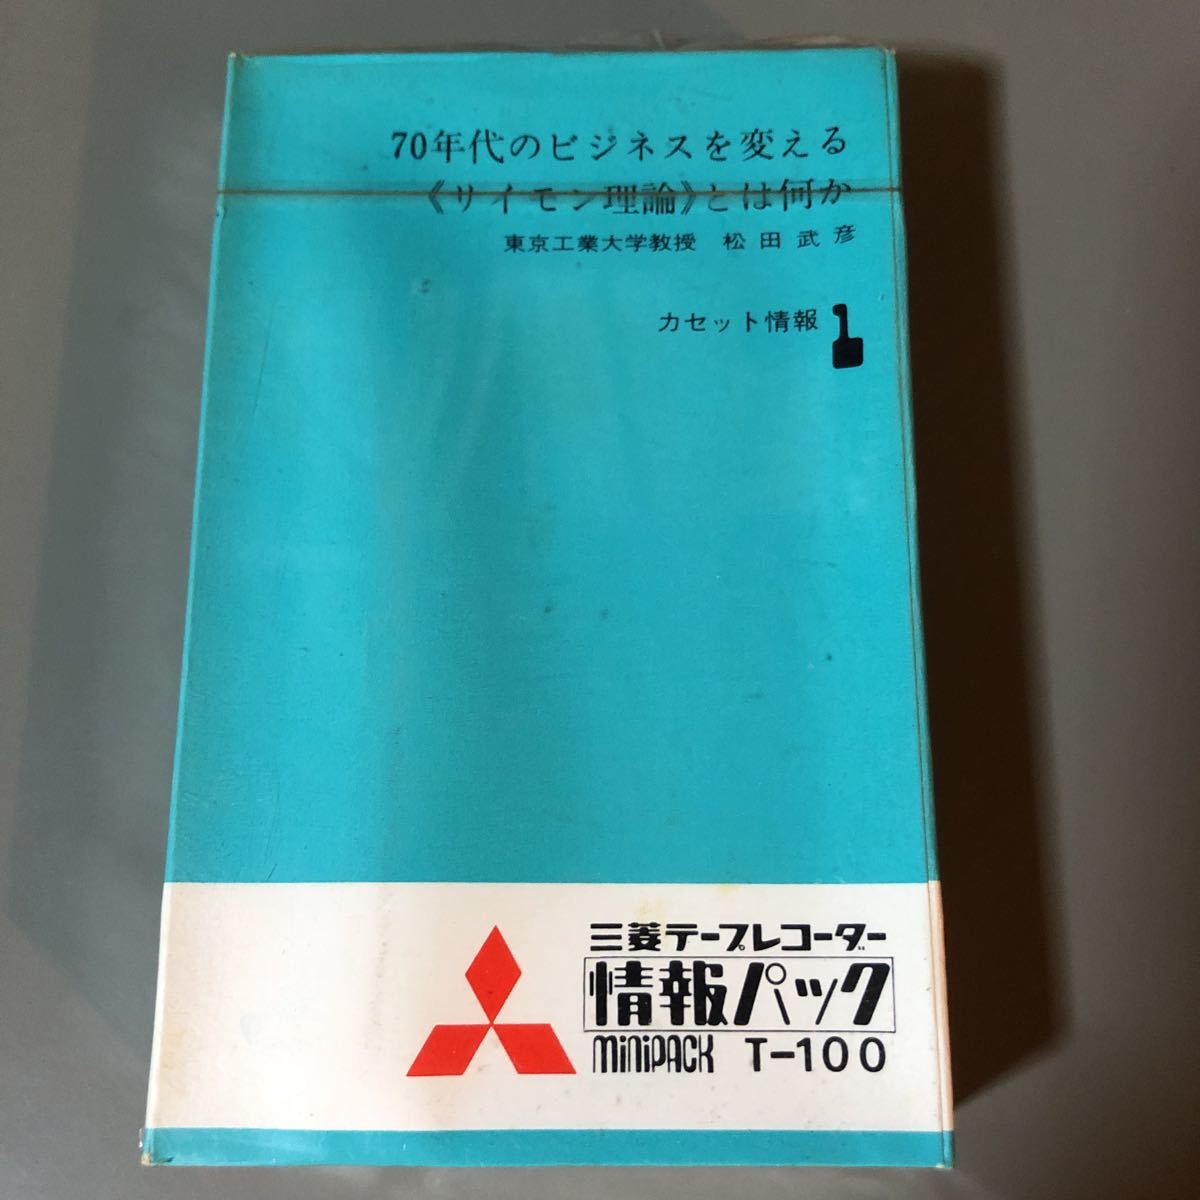 70年代のビジネスを変える
《サイモン理論》とは何か
東京工業大学教授 松田武彦
カセット情報 1
三菱テープレコーダー
情報パック
miniPACK T-100